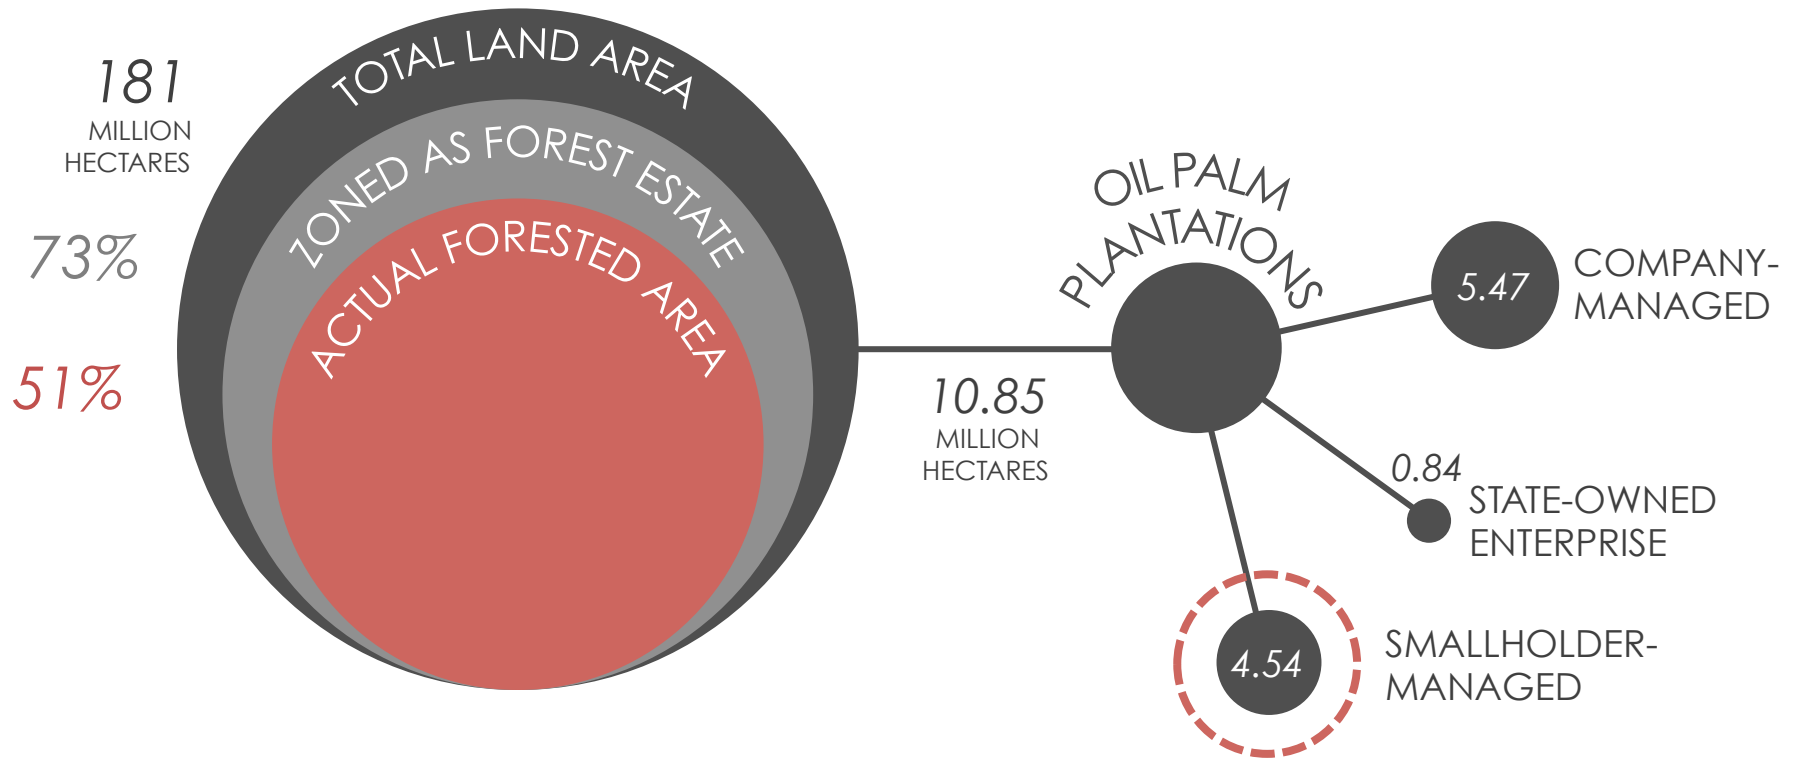 181
MILLION
HECTARES
73%
51%
TOTAL LAND AREA
ZONED AS FOREST ESTATE
ACTUAL FORESTED AREA
10.85
MILLION
HECTARES
OIL PALM
PLANTATIONS
5.47
COMPANY-
MANAGED
0.84
STATE-OWNED
ENTERPRISE
4.54
SMALLHOLDER-
MANAGED